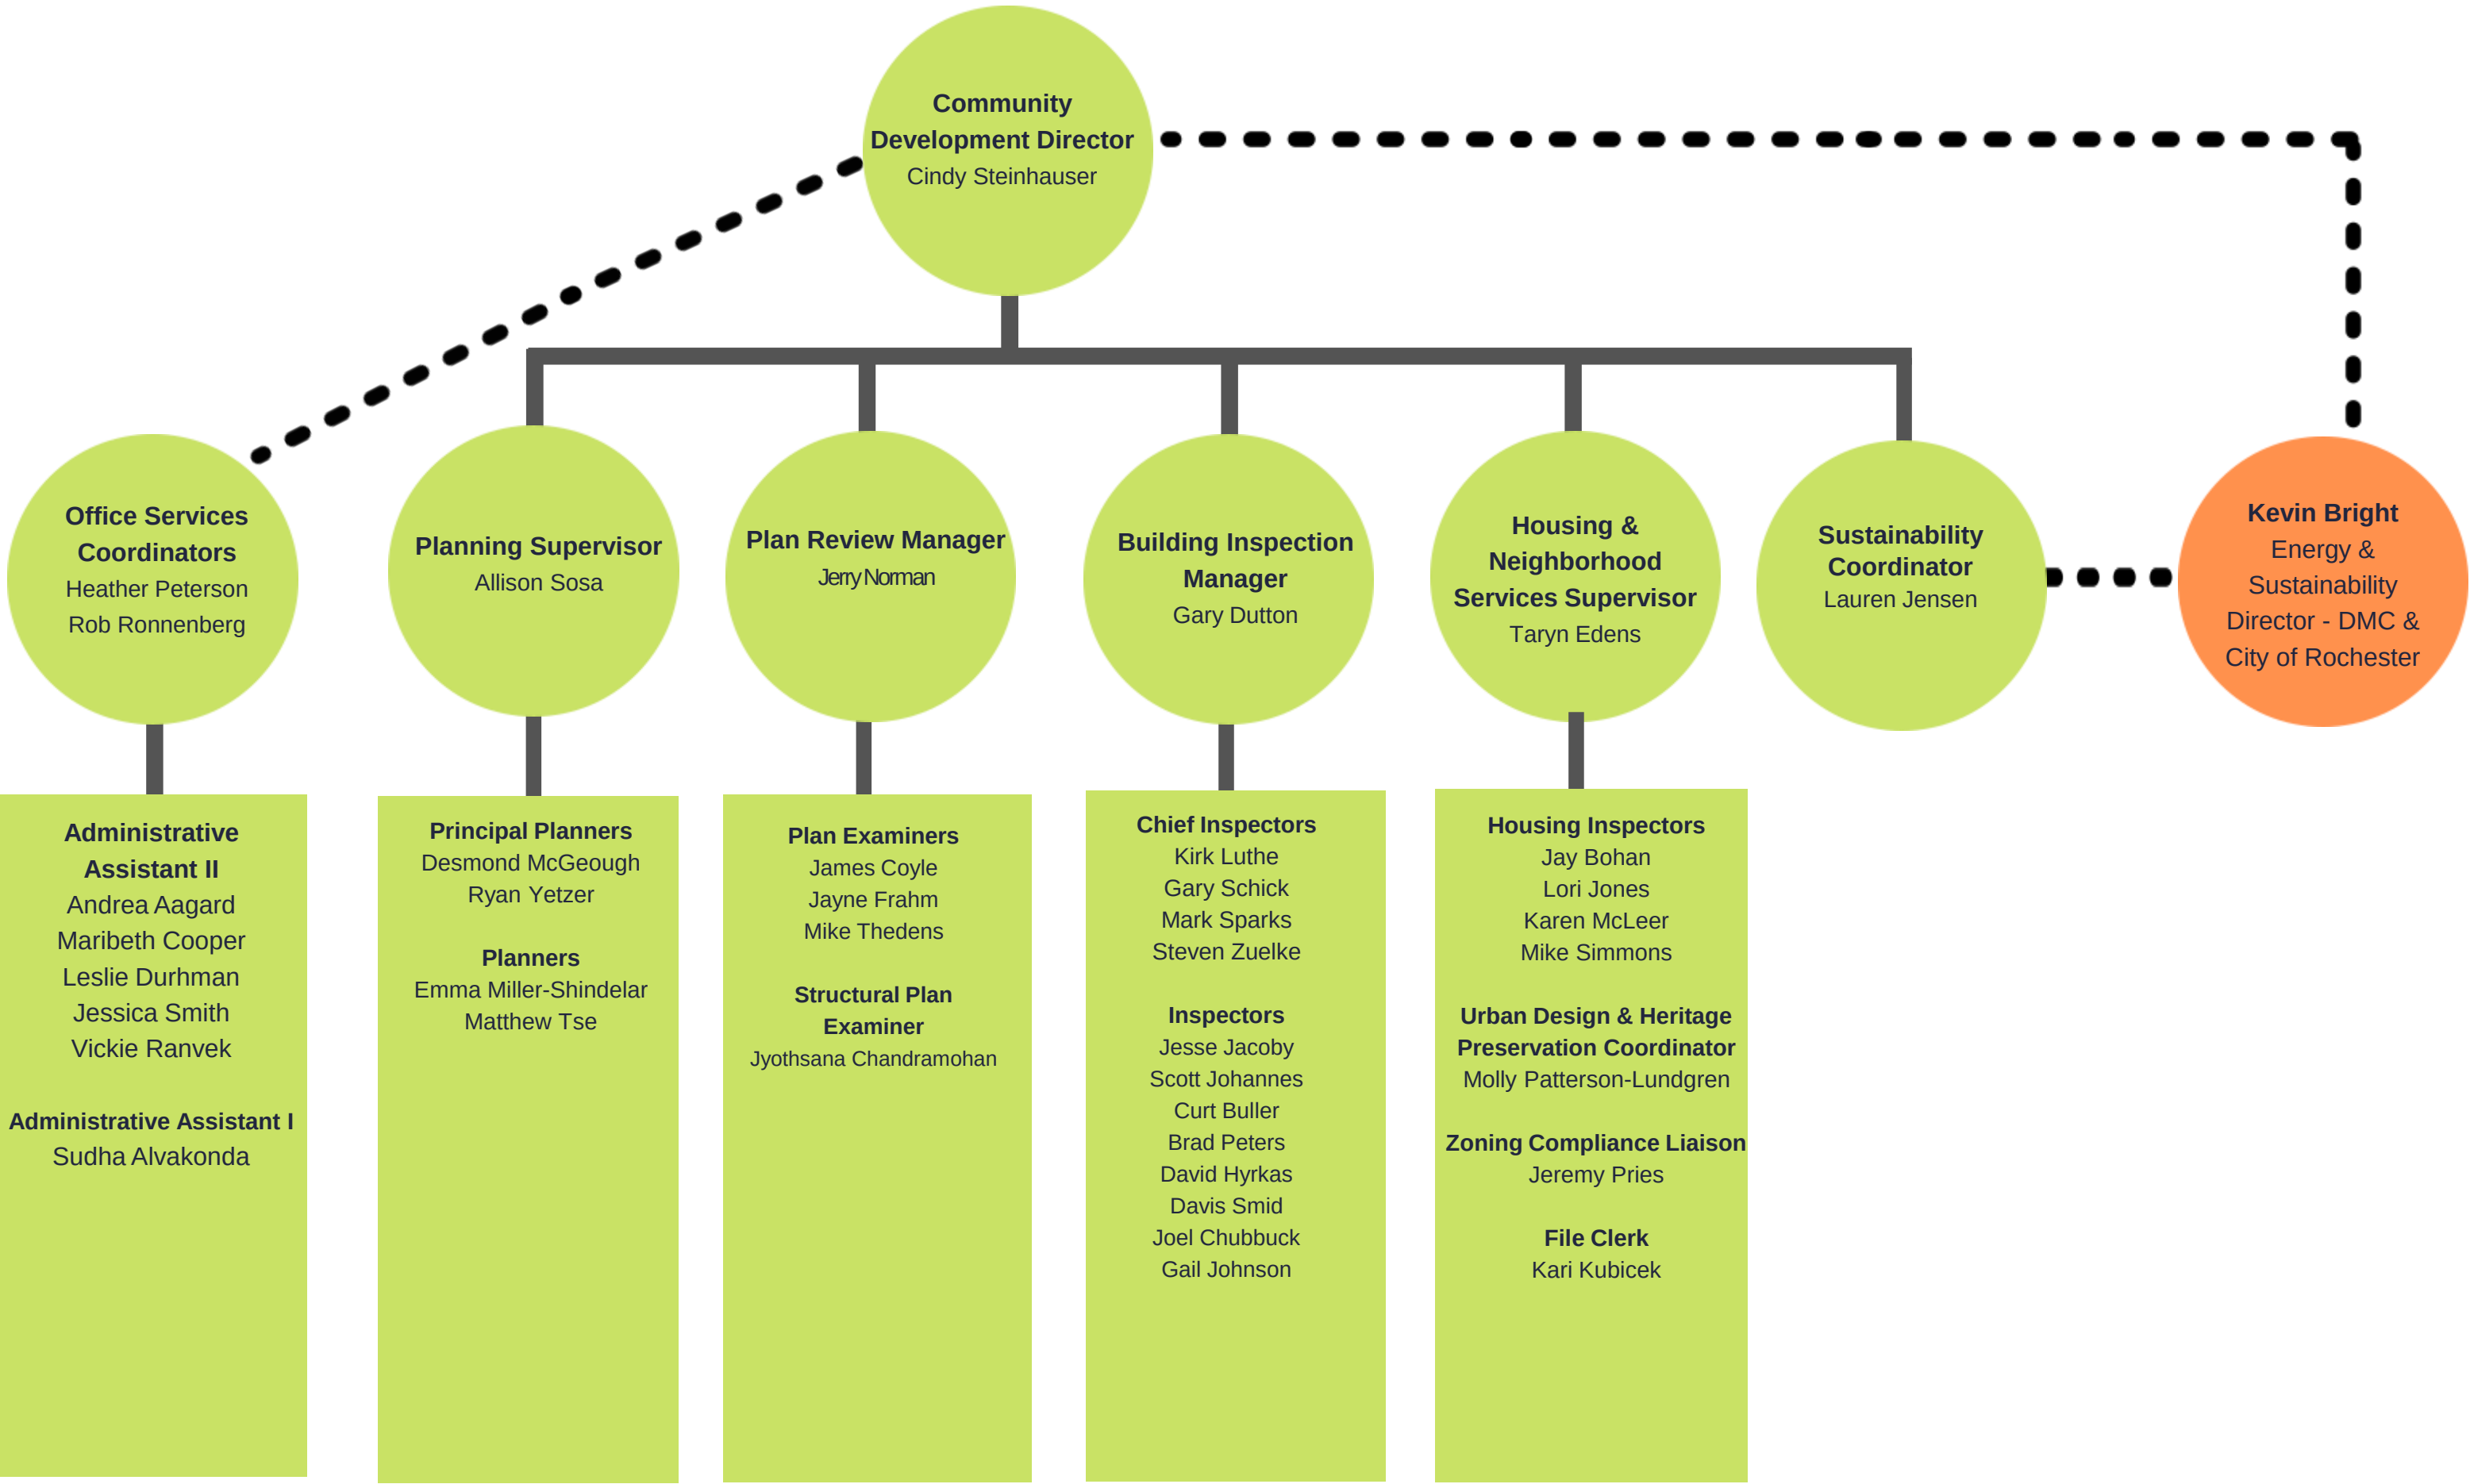 Community
Development Director
Cindy Steinhauser
Office Services
Coordinators
Heather Peterson
Rob Ronnenberg
Planning Supervisor
Allison Sosa
Plan Review Manager
Jerry Norman
Building Inspection
Manager
Gary Dutton
Housing &
Neighborhood
Services Supervisor
Taryn Edens
Sustainability
Coordinator
Lauren Jensen
Kevin Bright
Energy &
Sustainability
Director - DMC &
City of Rochester
Administrative
Assistant II
Andrea Aagard
Maribeth Cooper
Leslie Durhman
Jessica Smith
Vickie Ranvek
Administrative Assistant I
Sudha Alvakonda
Principal Planners
Desmond McGeough
Ryan Yetzer
Planners
Emma Miller-Shindelar
Matthew Tse
Plan Examiners
James Coyle
Jayne Frahm
Mike Thedens
Structural Plan
Examiner
Jyothsana Chandramohan
Chief Inspectors
Kirk Luthe
Gary Schick
Mark Sparks
Steven Zuelke
Inspectors
Jesse Jacoby
Scott Johannes
Curt Buller
Brad Peters
David Hyrkas
Davis Smid
Joel Chubbuck
Gail Johnson
Housing Inspectors
Jay Bohan
Lori Jones
Karen McLeer
Mike Simmons
Urban Design & Heritage
Preservation Coordinator
Molly Patterson-Lundgren
Zoning Compliance Liaison
Jeremy Pries
File Clerk
Kari Kubicek